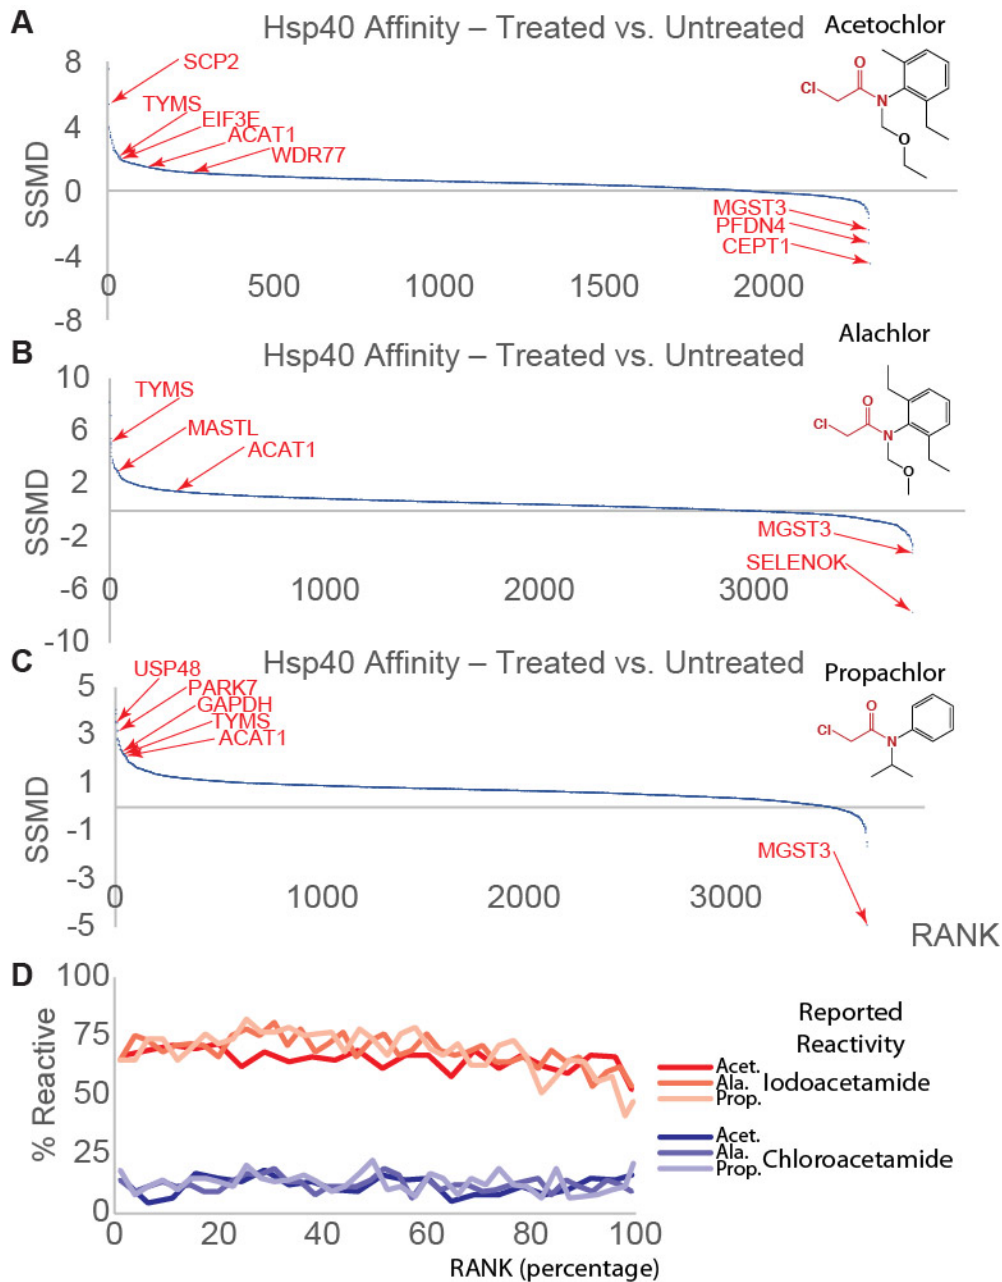 A
Hsp40 Affinity – Treated vs. Untreated
Acetochlor
8
4
0
-4
-8
SSMD
SCP2
TYMS
EIF3E
ACAT1
WDR77
MGST3
PFDN4
CEPT1
0 500 1000 1500 2000
Cl O N O
B
Hsp40 Affinity – Treated vs. Untreated
Alachlor
10
6
2
-2
-6
-10
SSMD
TYMS
MASTL
ACAT1
MGST3
SELENOK
0 1000 2000 3000
Cl O N O
C
Hsp40 Affinity – Treated vs. Untreated
Propachlor
5
3
1
-1
-3
-5
SSMD
USP48
PARK7
GAPDH
TYMS
ACAT1
MGST3
0 1000 2000 3000
RANK
Cl O N
D
100
75
50
25
0
% Reactive
0 20 40 60 80 100
RANK (percentage)
Reported
Reactivity
Acet.
Ala. Iodoacetamide
Prop.
Acet.
Ala. Chloroacetamide
Prop.